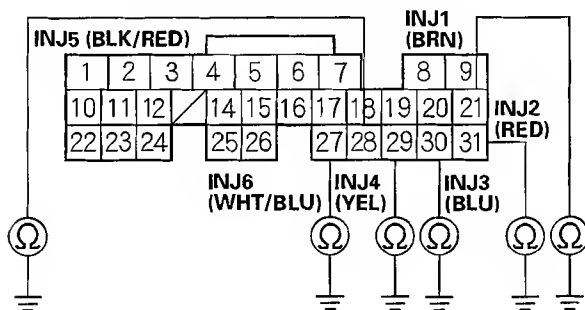 INJ1
INJ5 (BLK/RED) (BRN)
1 2 3 4 5 6 7 8 9
10 11 12 14 15 16 17 18 19 20 21 INJ2
22 23 24 25 26 27 28 29 30 31 (RED)
INJ6 INJ4 INJ3
(WHT/BLU) (YEL) (BLU)
Ω Ω Ω Ω Ω Ω